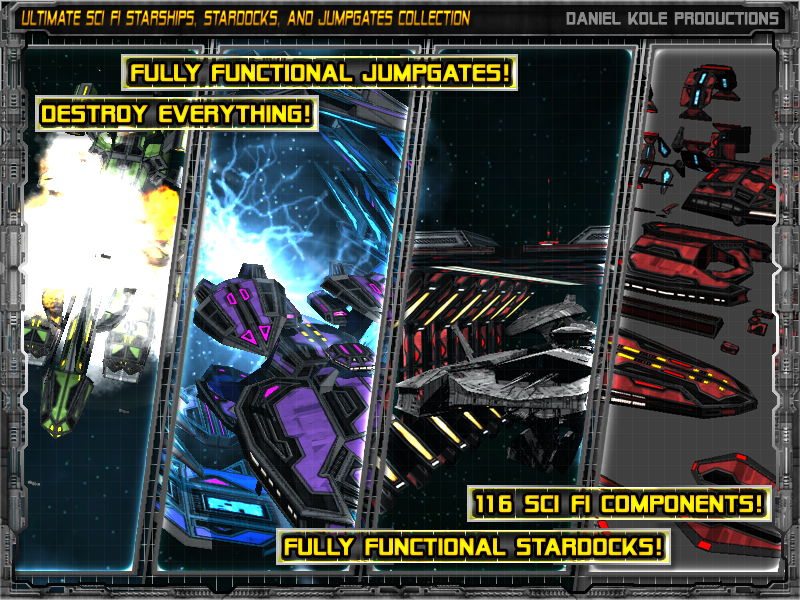 ULTIMATE SCI FI STARSHIPS, STARDOCKS, AND JUMPGATES COLLECTION
DANIEL KOLE PRODUCTIONS
FULLY FUNCTIONAL JUMPGATES!
DESTROY EVERYTHING!
116 SCI FI COMPONENTS!
FULLY FUNCTIONAL STARDOCKS!